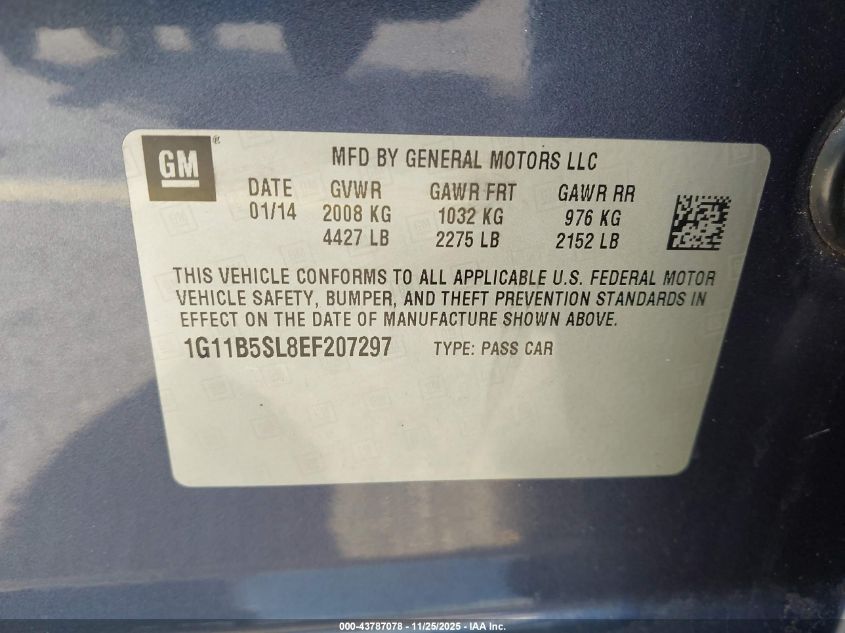 GM®
MFD BY GENERAL MOTORS LLC
DATE GVWR GAWR FRT GAWR RR
01/14 2008 KG 1032 KG 976 KG
4427 LB 2275 LB 2152 LB
THIS VEHICLE CONFORMS TO ALL APPLICABLE U.S. FEDERAL MOTOR
VEHICLE SAFETY, BUMPER, AND THEFT PREVENTION STANDARDS IN
EFFECT ON THE DATE OF MANUFACTURE SHOWN ABOVE.
1G11B5SL8EF207297 TYPE: PASS CAR
000-43787078 - 11/25/2025 - IAA Inc.